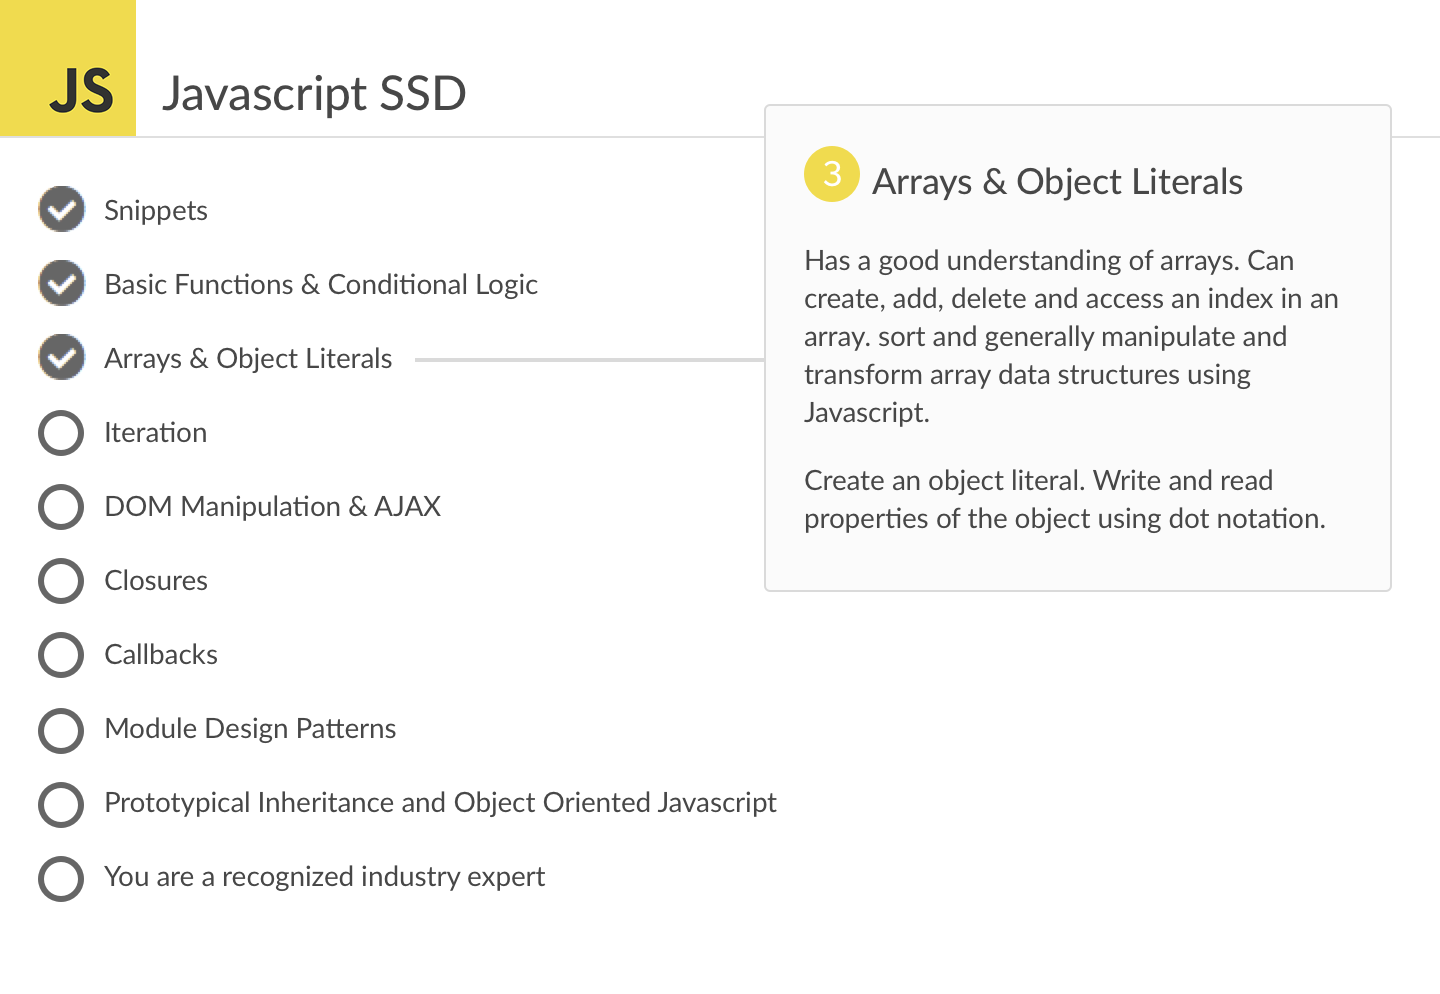 JS
Javascript SSD
Snippets
Basic Functions & Conditional Logic
Arrays & Object Literals
Iteration
DOM Manipulation & AJAX
Closures
Callbacks
Module Design Patterns
Prototypical Inheritance and Object Oriented Javascript
You are a recognized industry expert
3 Arrays & Object Literals
Has a good understanding of arrays. Can
create, add, delete and access an index in an
array. sort and generally manipulate and
transform array data structures using
Javascript.
Create an object literal. Write and read
properties of the object using dot notation.